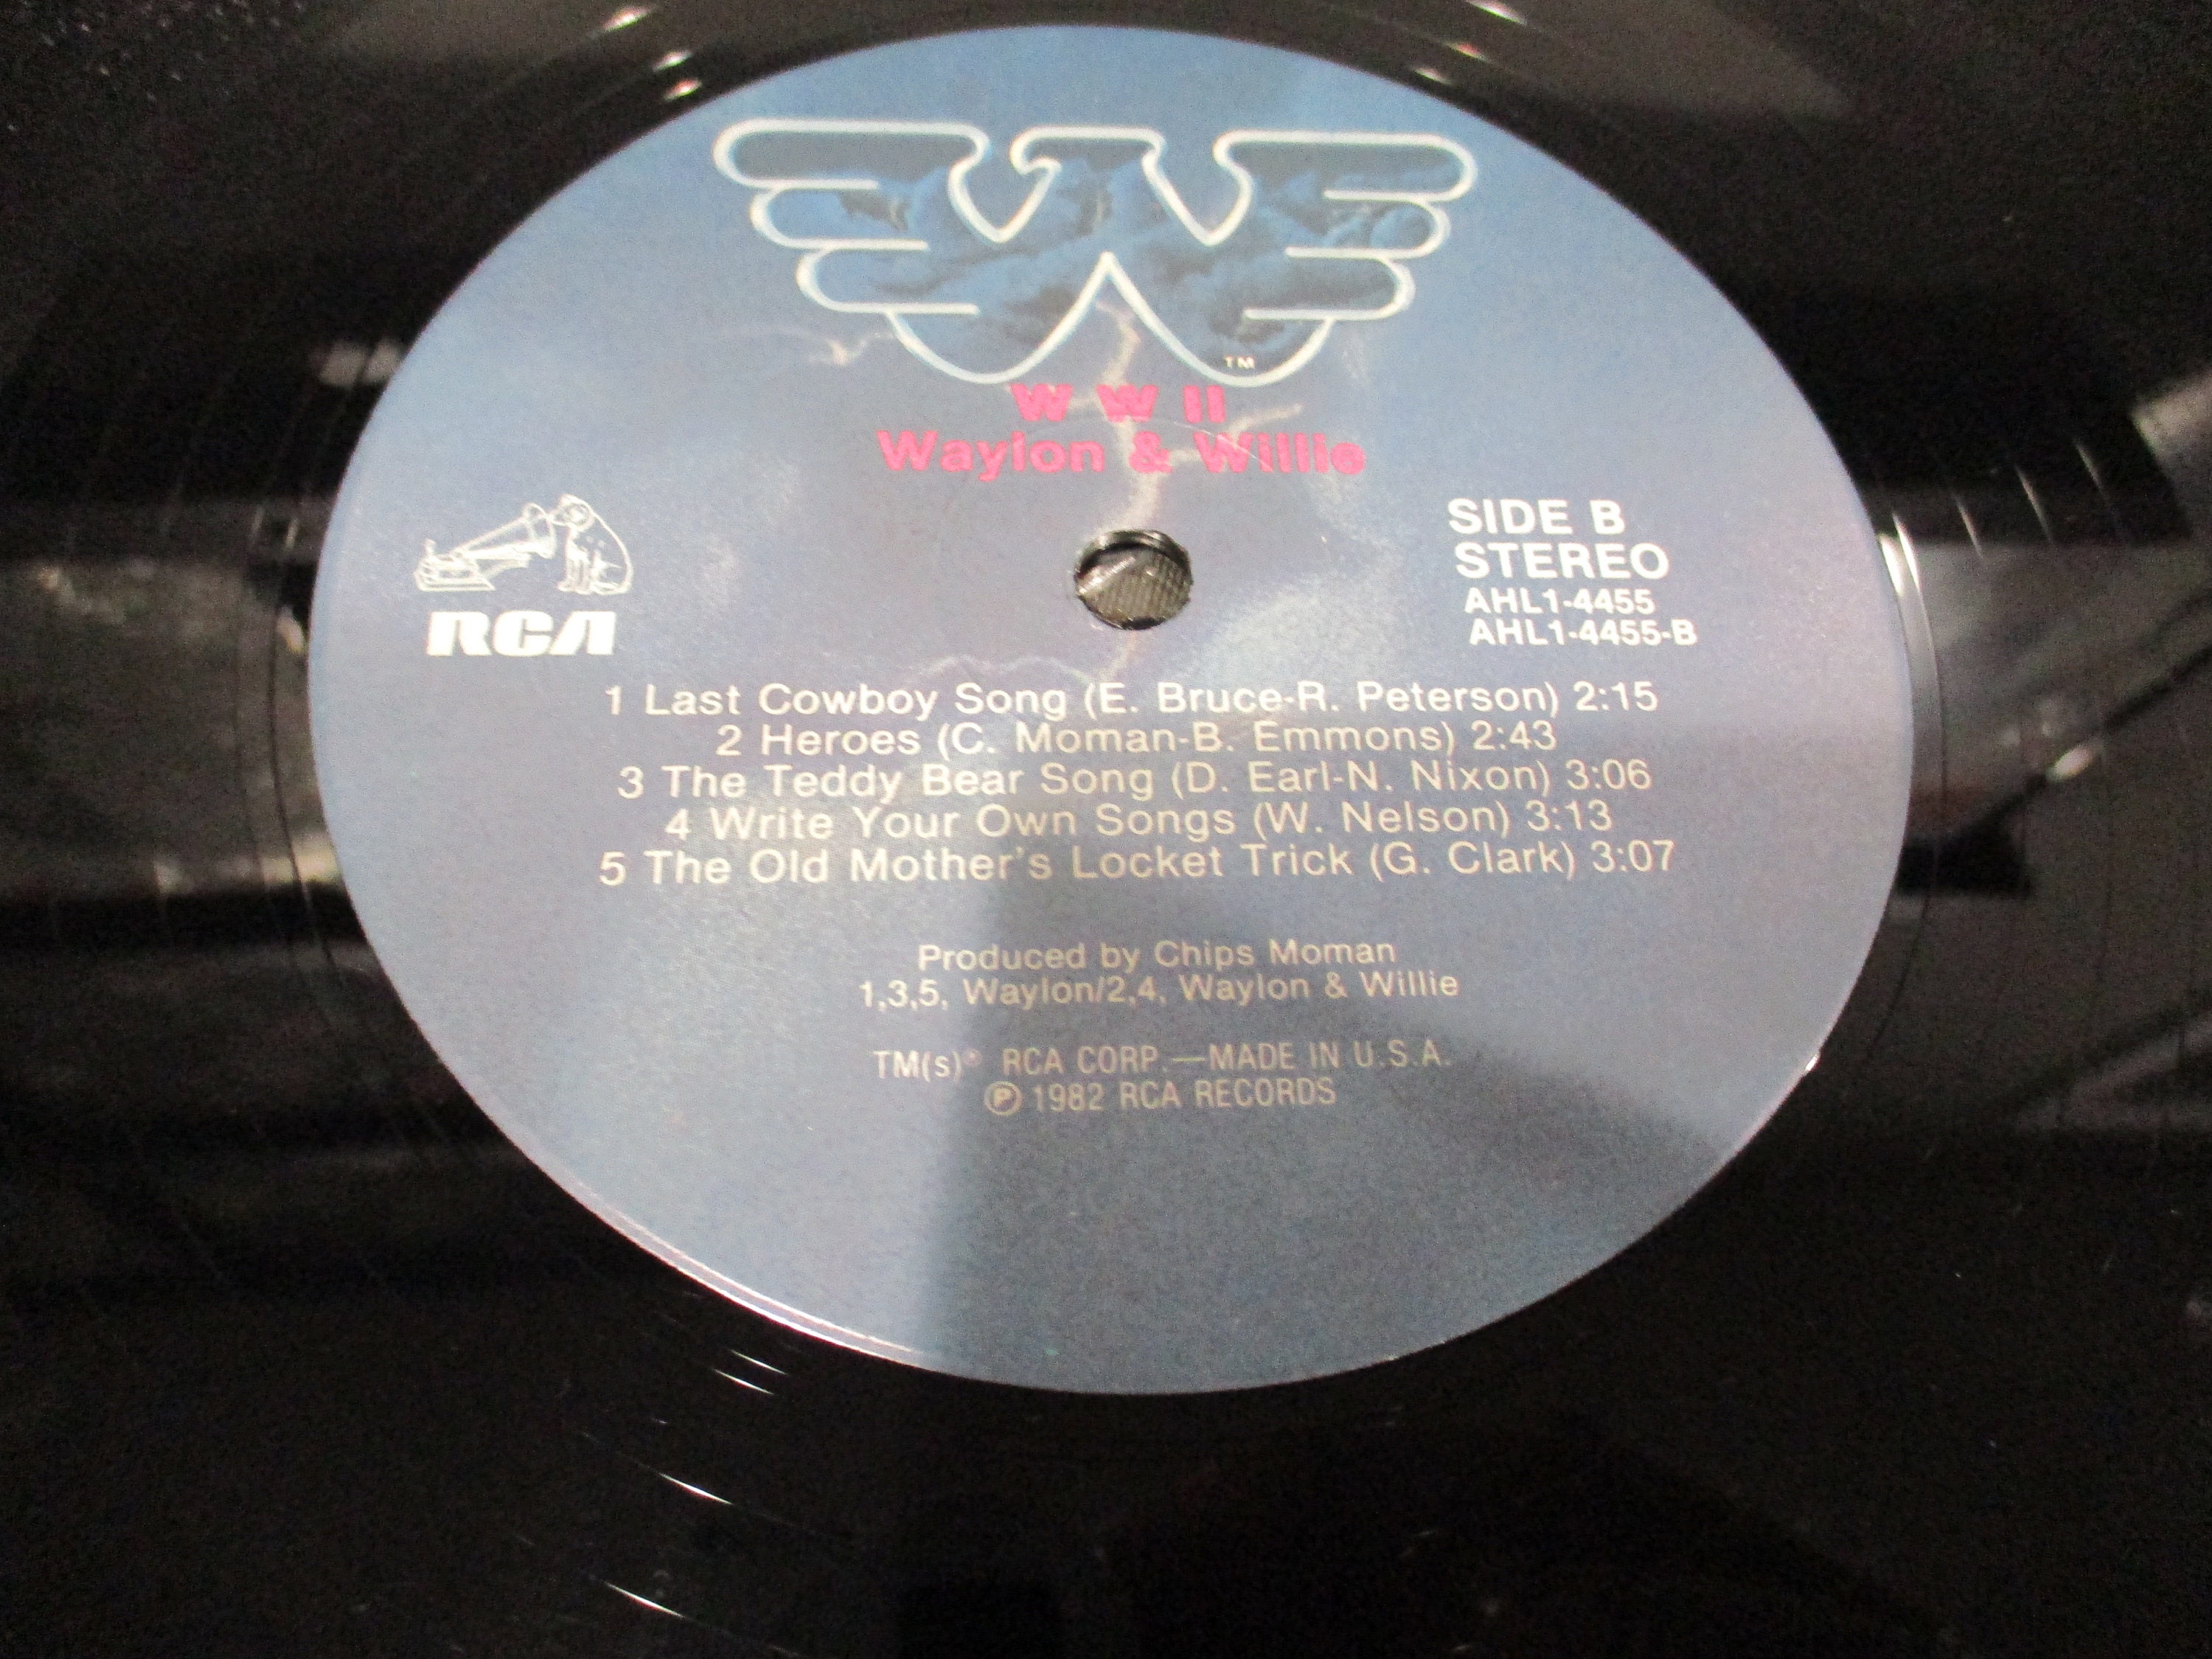 TM
W W II
Waylon & Willie
RCA
SIDE B
STEREO
AHL1-4455
AHL1-4455-B
1 Last Cowboy Song (E. Bruce-R. Peterson) 2:15
2 Heroes (C. Moman-B. Emmons) 2:43
3 The Teddy Bear Song (D. Earl-N. Nixon) 3:06
4 Write Your Own Songs (W. Nelson) 3:13
5 The Old Mother's Locket Trick (G. Clark) 3:07
Produced by Chips Moman
1,3,5, Waylon/2,4, Waylon & Willie
TM(s)® RCA CORP.—MADE IN U.S.A.
℗ 1982 RCA RECORDS